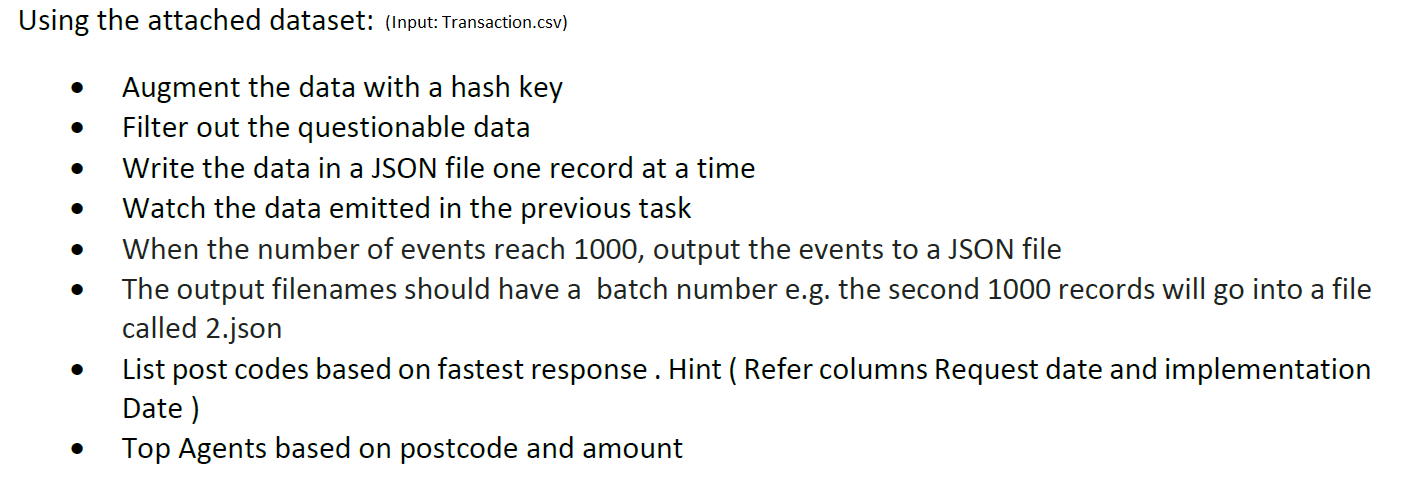 Using the attached dataset: (Input: Transaction.csv)
• Augment the data with a hash key
• Filter out the questionable data
• Write the data in a JSON file one record at a time
• Watch the data emitted in the previous task
• When the number of events reach 1000, output the events to a JSON file
• The output filenames should have a  batch number e.g. the second 1000 records will go into a file
called 2.json
• List post codes based on fastest response . Hint ( Refer columns Request date and implementation
Date )
• Top Agents based on postcode and amount